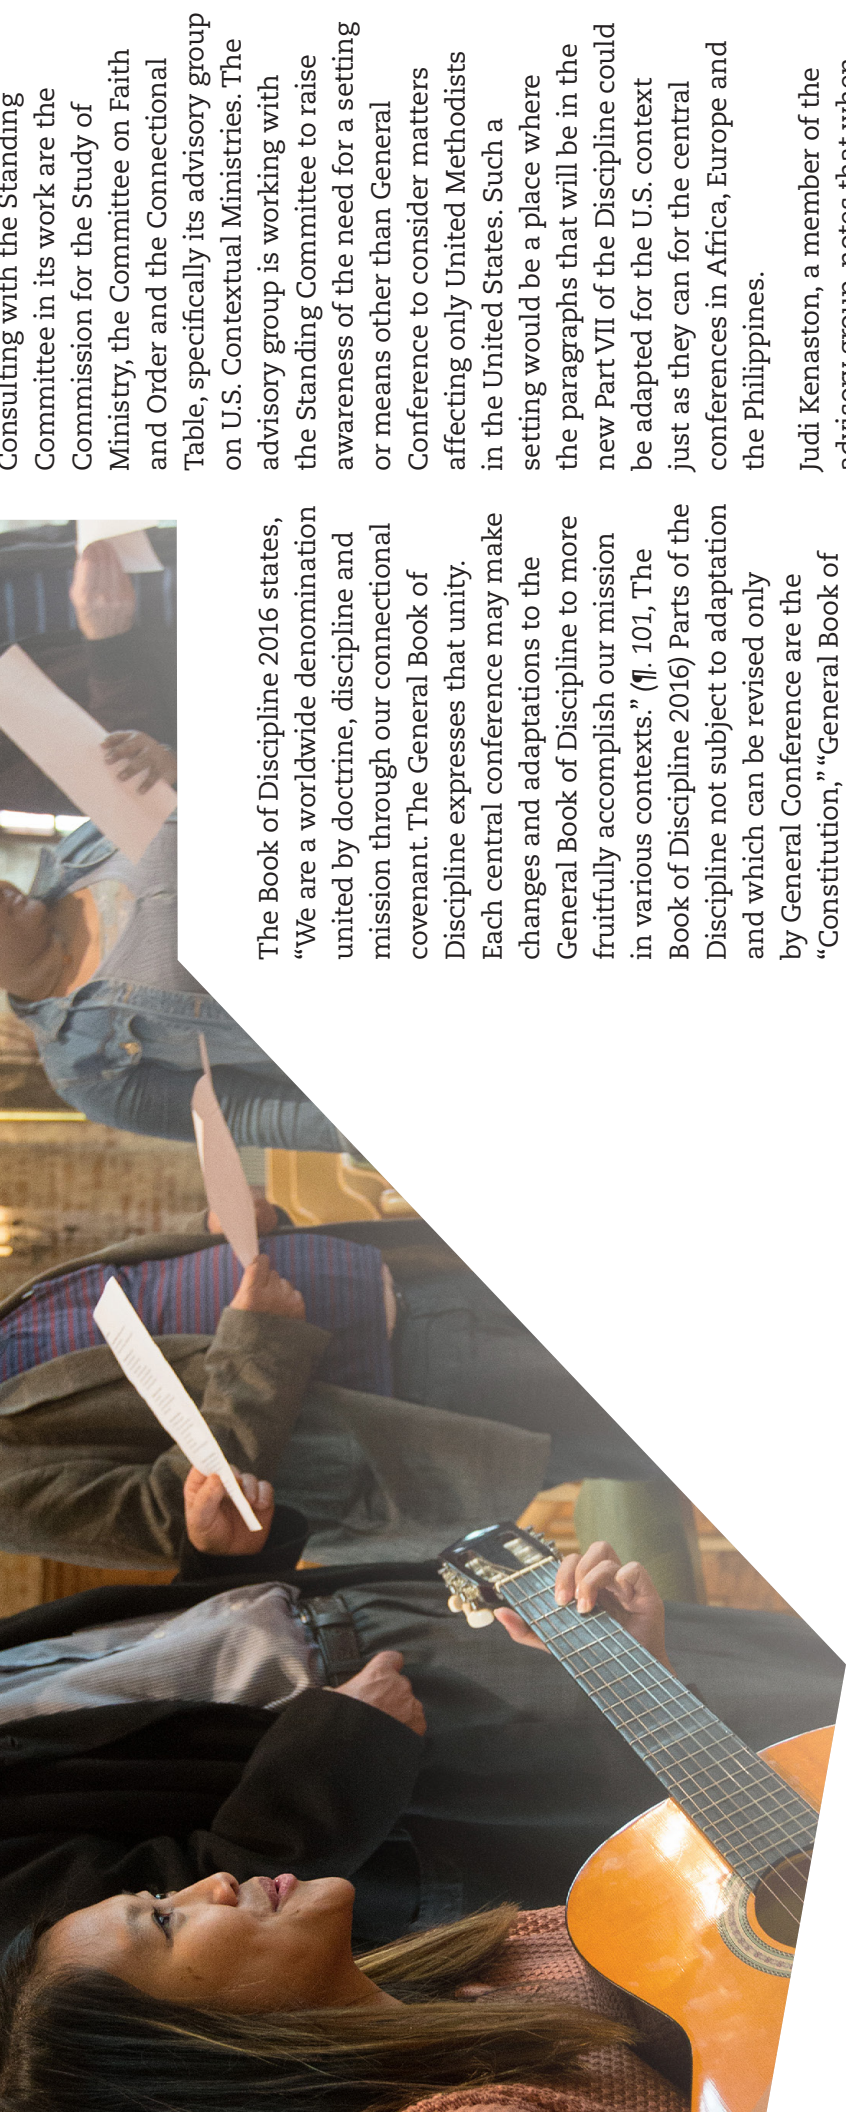 The Book of Discipline 2016 states,
“We are a worldwide denomination
united by doctrine, discipline and
mission through our connectional
covenant. The General Book of
Discipline expresses that unity.
Each central conference may make
changes and adaptations to the
General Book of Discipline to more
fruitfully accomplish our mission
in various contexts.” (¶. 101, The
Book of Discipline 2016) Parts of the
Discipline not subject to adaptation
and which can be revised only
by General Conference are the
“Constitution,” “General Book of
Consulting with the Standing
Committee in its work are the
Commission for the Study of
Ministry, the Committee on Faith
and Order and the Connectional
Table, specifically its advisory group
on U.S. Contextual Ministries. The
advisory group is working with
the Standing Committee to raise
awareness of the need for a setting
or means other than General
Conference to consider matters
affecting only United Methodists
in the United States. Such a
setting would be a place where
the paragraphs that will be in the
new Part VII of the Discipline could
be adapted for the U.S. context
just as they can for the central
conferences in Africa, Europe and
the Philippines.
Judi Kenaston, a member of the
advisory group, notes that when